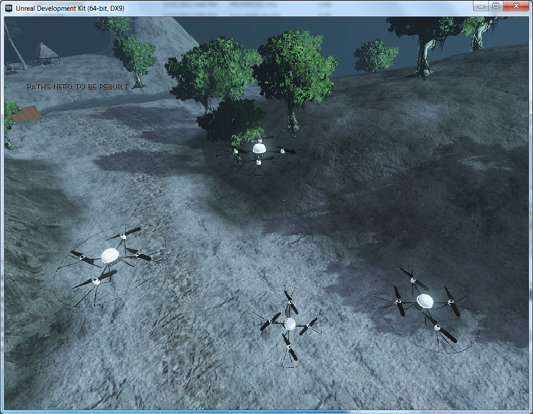 Unreal Development Kit (64-bit, DX9)
PATHS NEED TO BE REBUILT